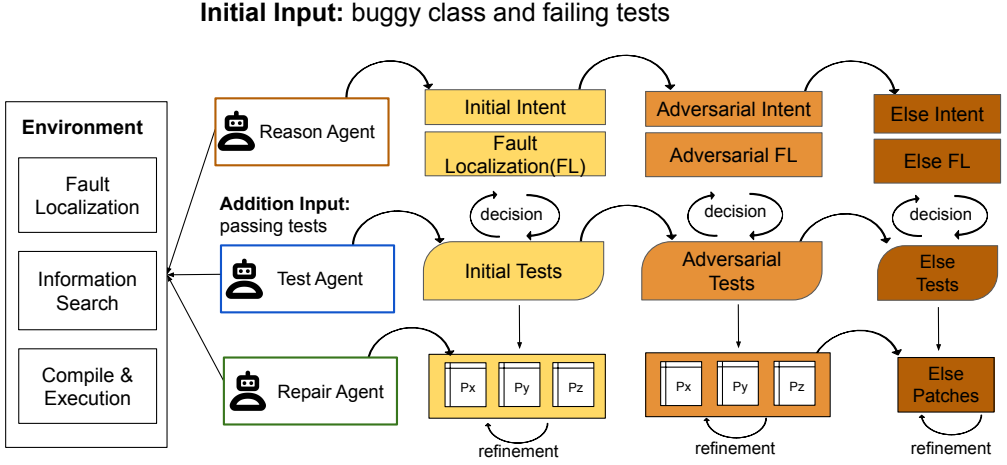 Initial Input: buggy class and failing tests
Environment
Fault
Localization
Information
Search
Compile &
Execution
Reason Agent
Addition Input:
passing tests
Test Agent
Repair Agent
Initial Intent
Fault
Localization(FL)
decision
Initial Tests
Px
Py
Pz
refinement
Adversarial Intent
Adversarial FL
decision
Adversarial
Tests
Px
Py
Pz
refinement
Else Intent
Else FL
decision
Else
Tests
Else
Patches
refinement